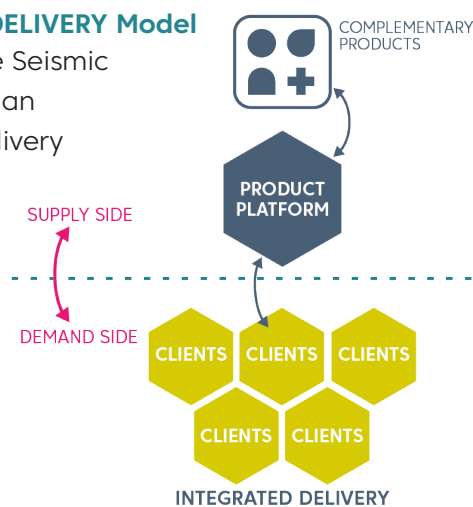 DELIVERY Model
Seismic
an
COMPLEMENTARY
PRODUCTS
PRODUCT
PLATFORM
SUPPLY SIDE
DEMAND SIDE
CLIENTS CLIENTS CLIENTS
CLIENTS CLIENTS
INTEGRATED DELIVERY